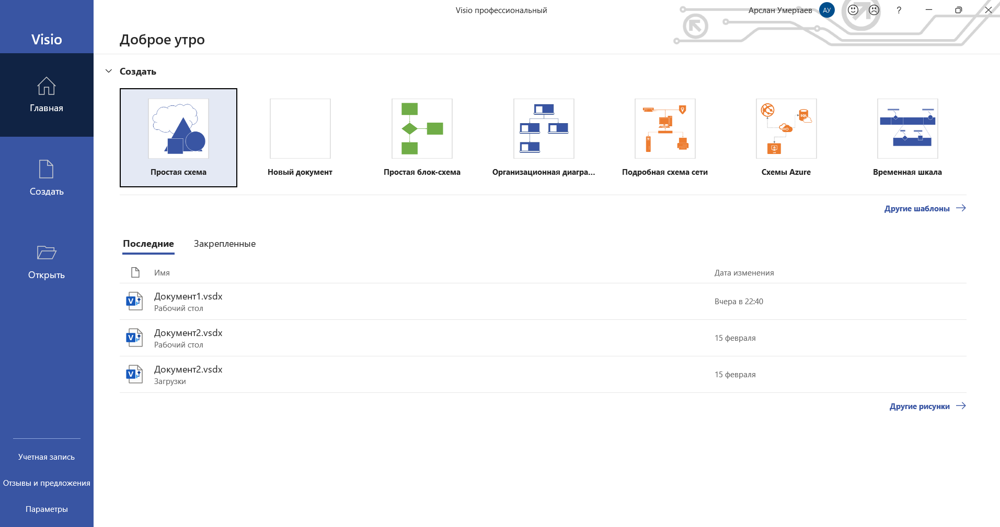 Visio профессиональный
Арслан Умертаев
АУ
?
Visio
Доброе утро
Главная
Создать
Открыть
Учетная запись
Отзывы и предложения
Параметры
Создать
SQL
Простая схема
Новый документ
Простая блок-схема
Организационная диагра...
Подробная схема сети
Схемы Azure
Временная шкала
Другие шаблоны
Последние
Закрепленные
Имя
Дата изменения
V
Документ1.vsdx
Рабочий стол
Вчера в 22:40
V
Документ2.vsdx
Рабочий стол
15 февраля
V
Документ2.vsdx
Загрузки
15 февраля
Другие рисунки